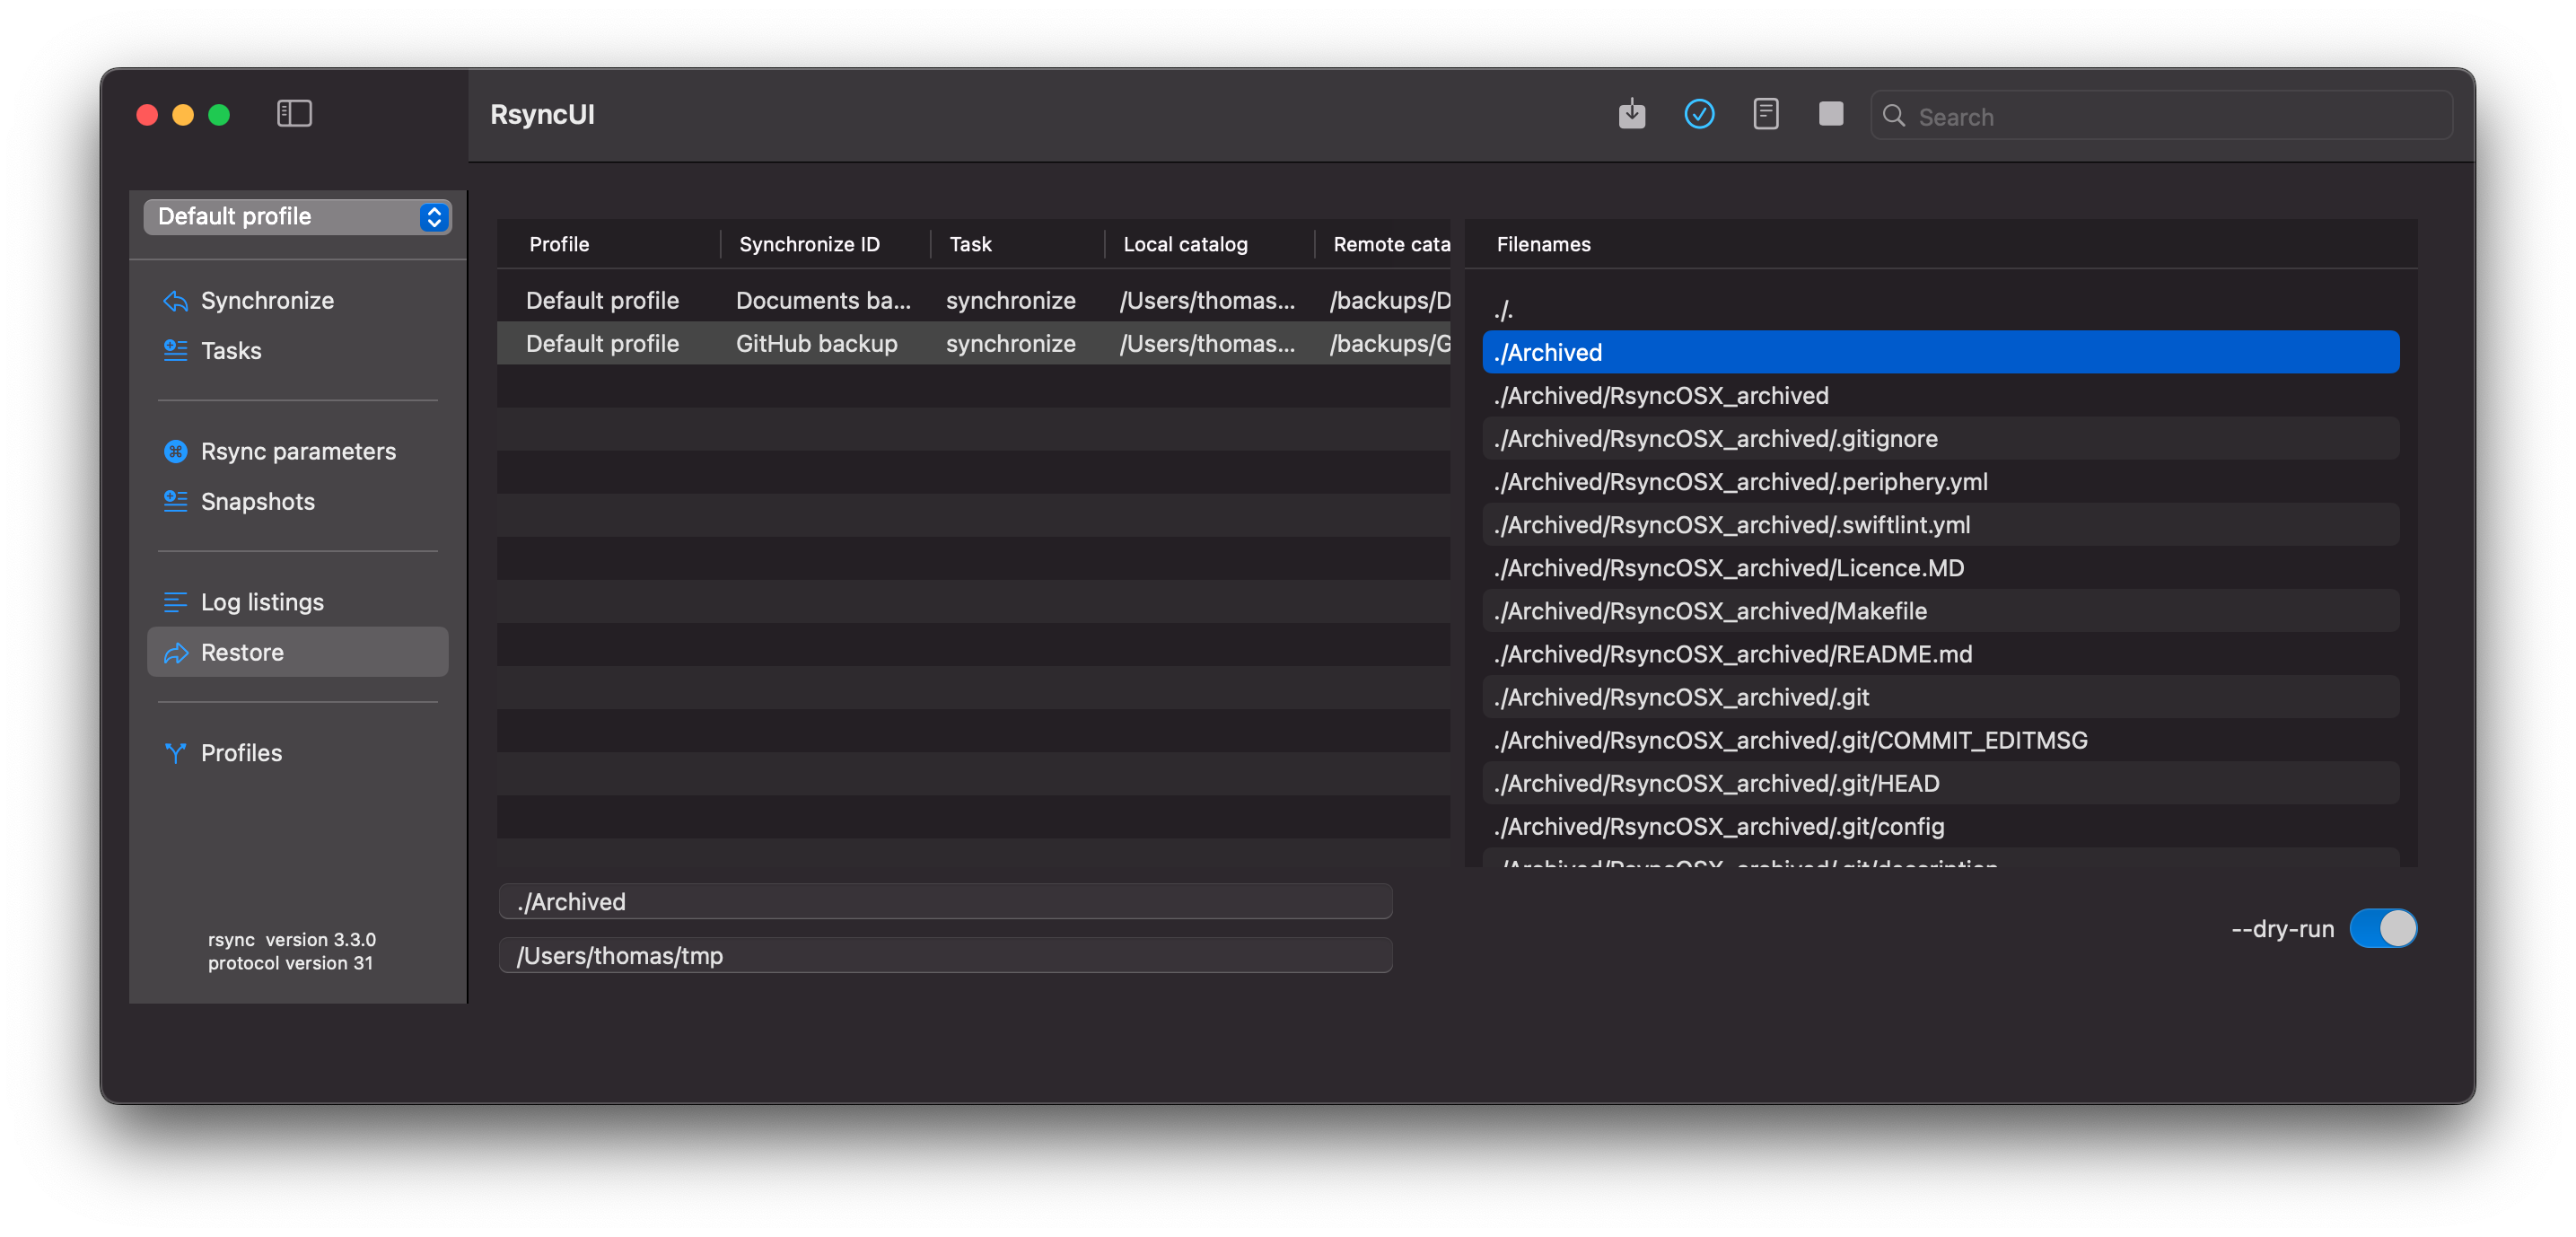 RsyncUI
Search
Default profile
Synchronize
Tasks
Rsync parameters
Snapshots
Log listings
Restore
Profiles
rsync version 3.3.0
protocol version 31
Profile Synchronize ID Task Local catalog Remote cata
Default profile Documents ba... synchronize /Users/thomas... /backups/D
Default profile GitHub backup synchronize /Users/thomas... /backups/G
Filenames
./.
./Archived
./Archived/RsyncOSX_archived
./Archived/RsyncOSX_archived/.gitignore
./Archived/RsyncOSX_archived/.periphery.yml
./Archived/RsyncOSX_archived/.swiftlint.yml
./Archived/RsyncOSX_archived/Licence.MD
./Archived/RsyncOSX_archived/Makefile
./Archived/RsyncOSX_archived/README.md
./Archived/RsyncOSX_archived/.git
./Archived/RsyncOSX_archived/.git/COMMIT_EDITMSG
./Archived/RsyncOSX_archived/.git/HEAD
./Archived/RsyncOSX_archived/.git/config
./Archived/RsyncOSX_archived/.git/description
./Archived
/Users/thomas/tmp
--dry-run